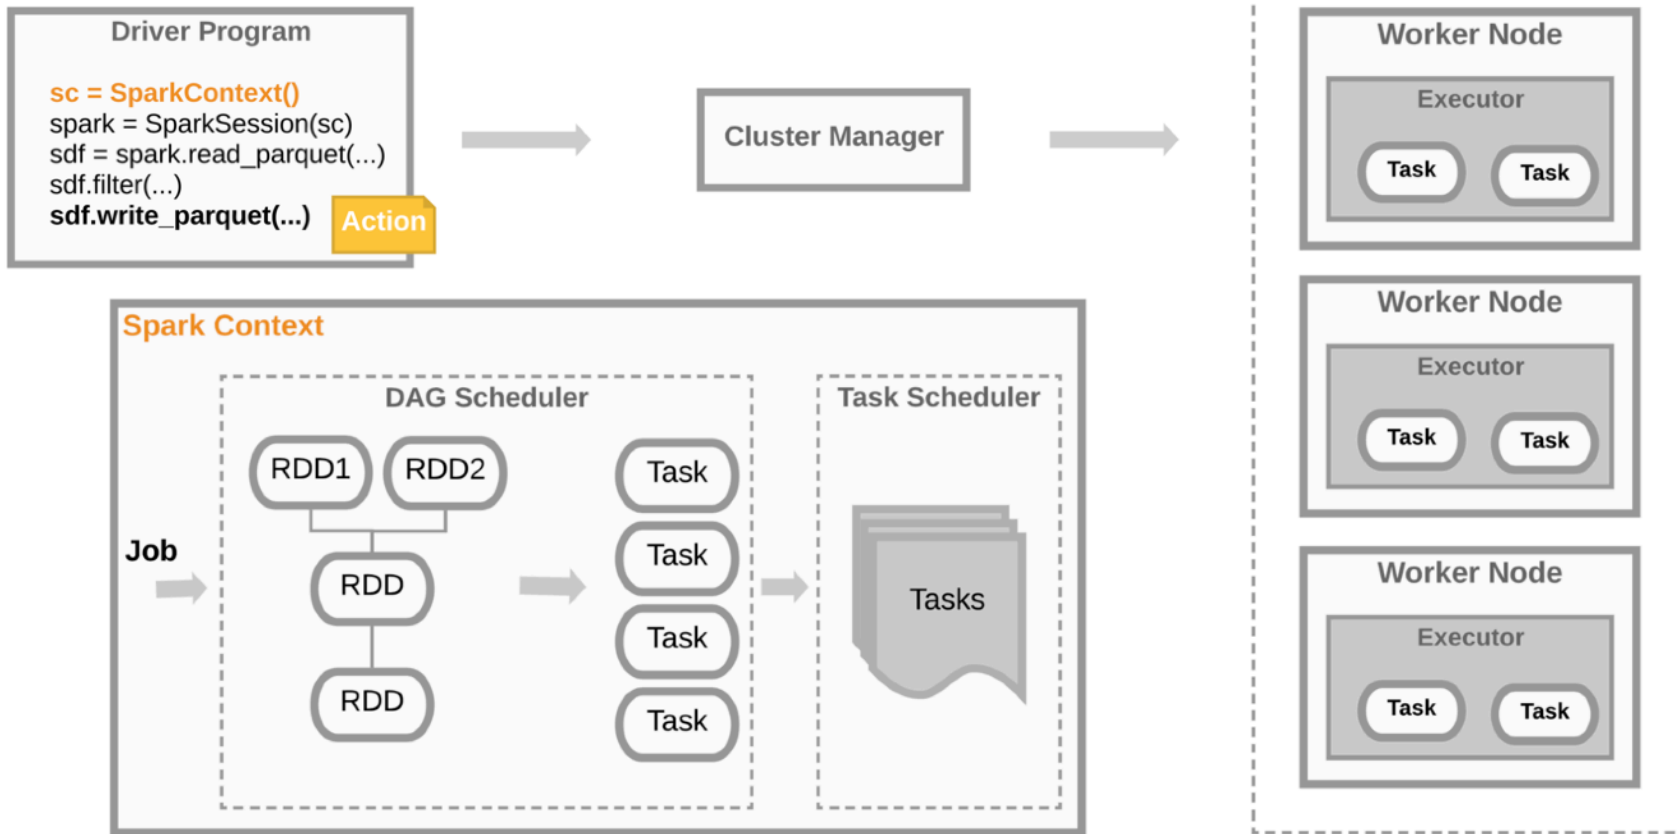 Driver Program
sc = SparkContext()
spark = SparkSession(sc)
sdf = spark.read_parquet(...)
sdf.filter(...)
sdf.write_parquet(...)
Action
Cluster Manager
Worker Node
Executor
Task
Task
Worker Node
Executor
Task
Task
Worker Node
Executor
Task
Task
Spark Context
Job
DAG Scheduler
RDD1
RDD2
RDD
RDD
Task
Task
Task
Task
Task Scheduler
Tasks